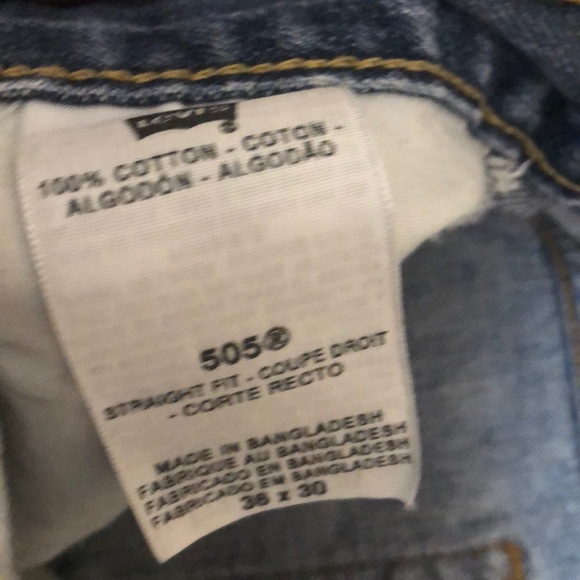 LEVI'S
100% COTTON - COTON -
ALGODÓN - ALGODÃO
505®
STRAIGHT FIT - COUPE DROIT
- CORTE RECTO
MADE IN BANGLADESH
FABRIQUE AU BANGLADESH
FABRICADO EN BANGLADESH
FABRICADO EM BANGLADESH
36 x 30